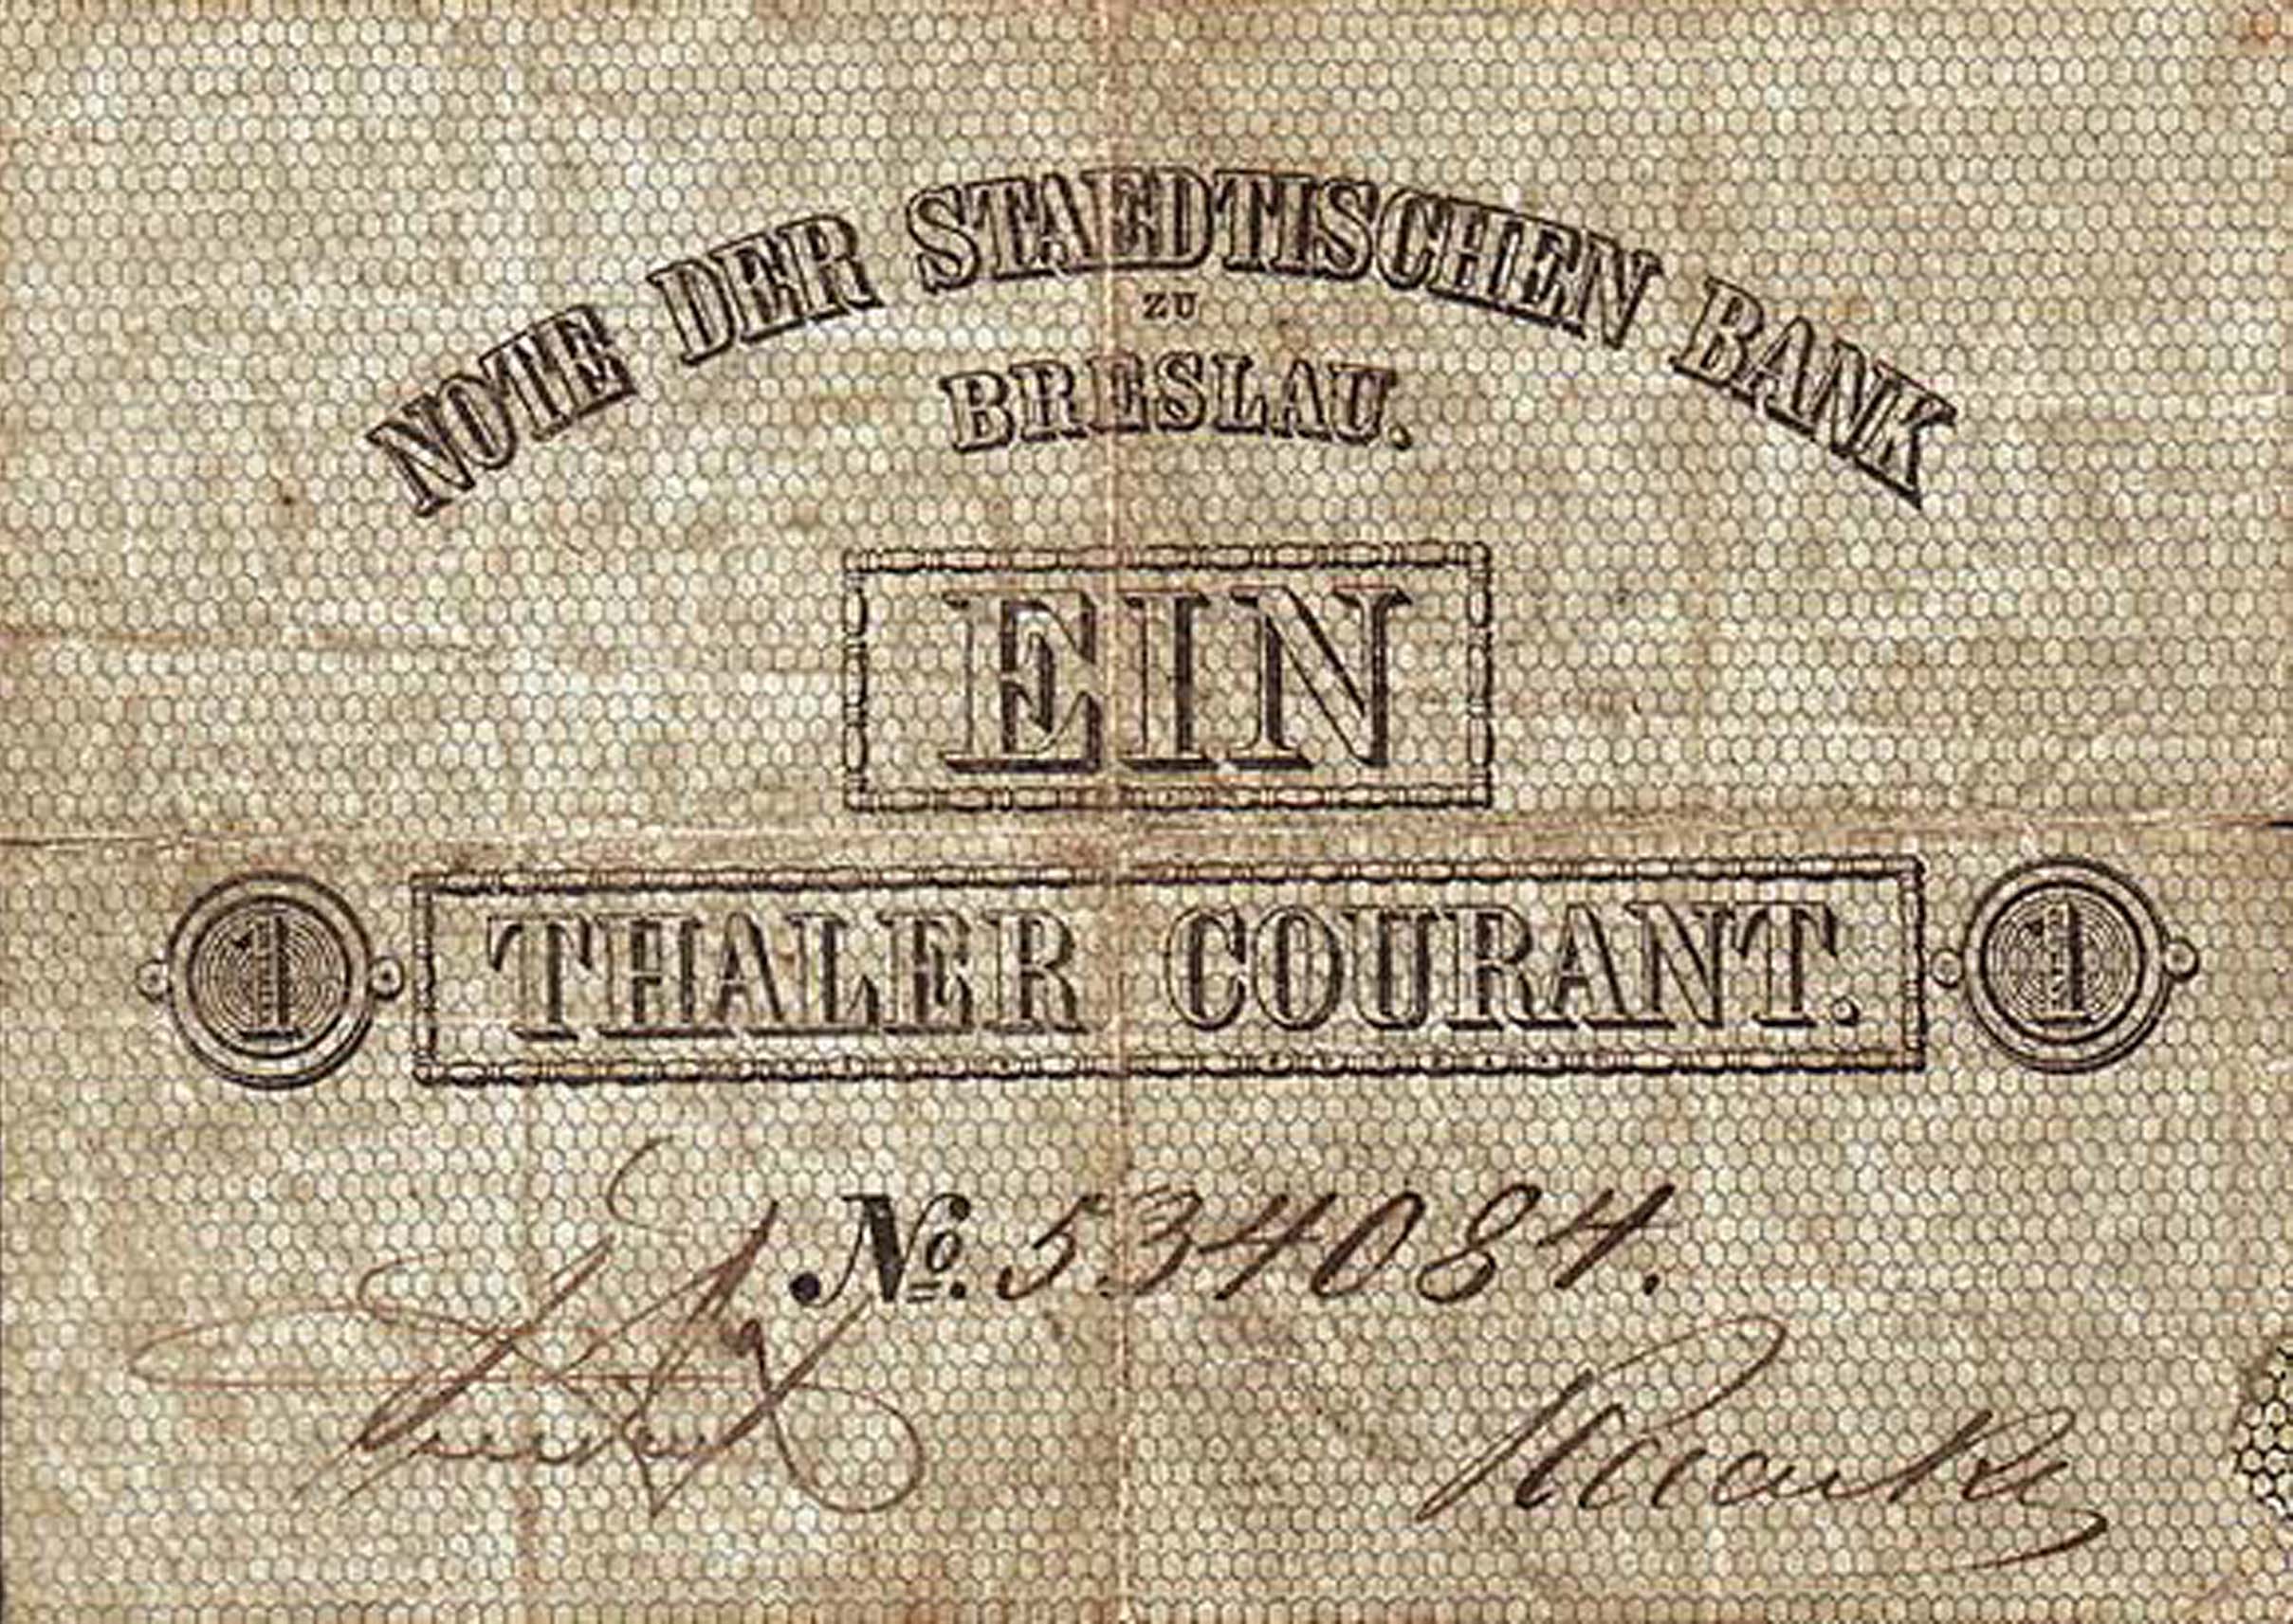 NOTE DER STAEDTISCHEN BANK
ZU
BRESLAU.
EIN
1 THALER COURANT. 1
No. 534084.